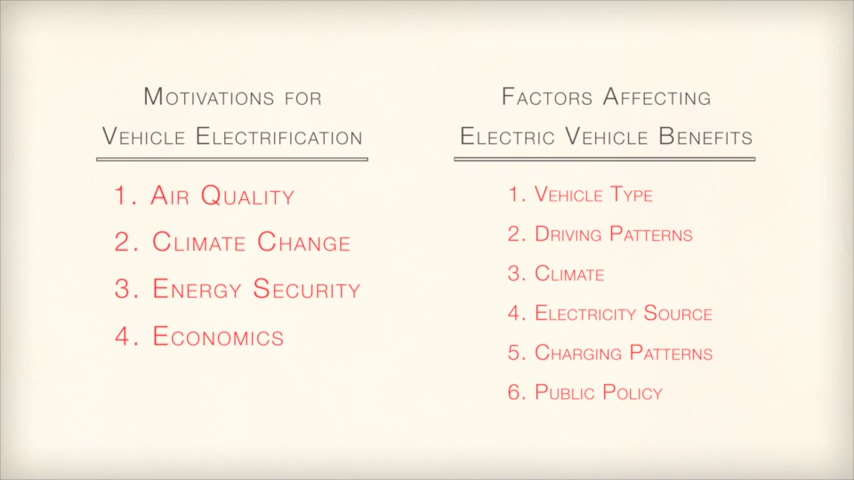 Motivations for
Vehicle Electrification
1. Air Quality
2. Climate Change
3. Energy Security
4. Economics
Factors Affecting
Electric Vehicle Benefits
1. Vehicle Type
2. Driving Patterns
3. Climate
4. Electricity Source
5. Charging Patterns
6. Public Policy